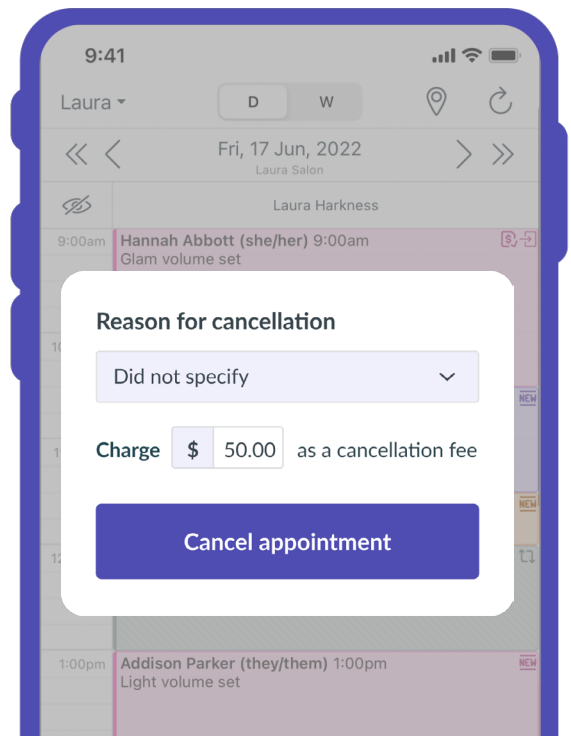 9:41
Laura
D
W
Fri, 17 Jun, 2022
Laura Salon
Laura Harkness
9:00am
Hannah Abbott (she/her) 9:00am
Glam volume set
$
Reason for cancellation
10
Did not specify
NEW
Charge $ 50.00 as a cancellation fee
NEW
Cancel appointment
12
1:00pm
Addison Parker (they/them) 1:00pm
NEW
Light volume set